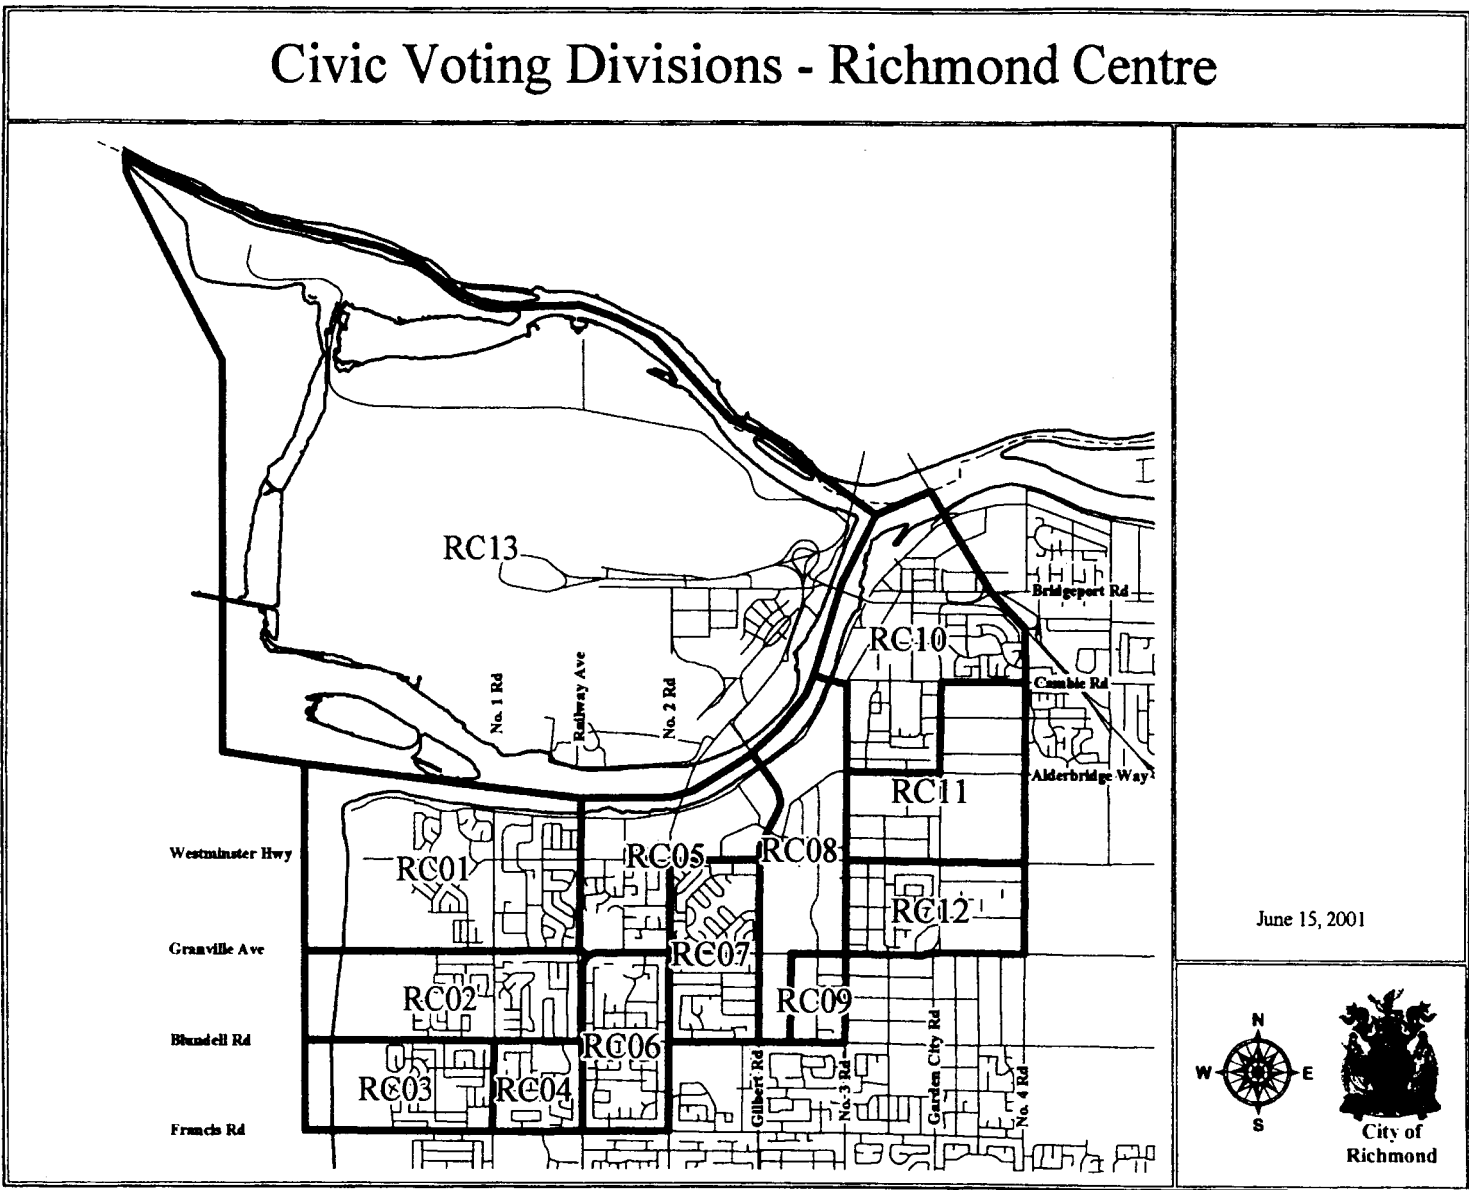 Civic Voting Divisions - Richmond Centre
RC13
Bridgeport Rd
RC10
No. 1 Rd
Railway Ave
No. 2 Rd
Cambie Rd
Alderbridge Way
RC11
Westminster Hwy
RC01
RC05
RC08
RC12
June 15, 2001
Granville Ave
RC07
RC02
RC09
Blundell Rd
RC06
Gilbert Rd
No. 3 Rd
Garden City Rd
No. 4 Rd
RC03
RC04
Francis Rd
N
W
E
S
City of
Richmond